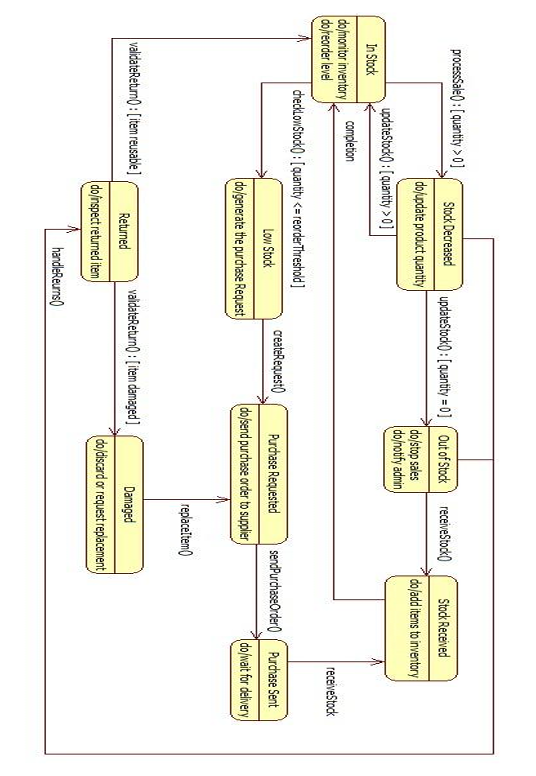 processSale() : [ quantity > 0 ]
Stock Decreased
do/update product quantity
updateStock() : [ quantity = 0 ]
Out of Stock
do/stop sales
do/notify admin
receiveStock()
Stock Received
do/add items to inventory
In Stock
do/monitor inventory
do/reorder level
updateStock() : [ quantity > 0 ]
completion
checkLowStock() : [ quantity <= reorderThreshold ]
Low Stock
do/generate the purchase Request
createRequest()
Purchase Requested
do/send purchase order to supplier
sendPurchaseOrder()
Purchase Sent
do/wait for delivery
receiveStock
validateReturn() : [ item reusable ]
Returned
do/inspect returned item
validateReturn() : [ item damaged ]
Damaged
do/discard or request replacement
replaceItem()
handleReurns()